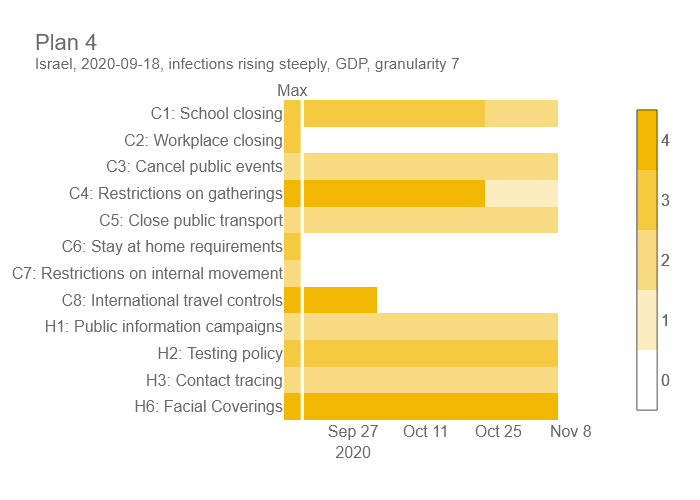 Plan 4
Israel, 2020-09-18, infections rising steeply, GDP, granularity 7
Max
C1: School closing
C2: Workplace closing
C3: Cancel public events
C4: Restrictions on gatherings
C5: Close public transport
C6: Stay at home requirements
C7: Restrictions on internal movement
C8: International travel controls
H1: Public information campaigns
H2: Testing policy
H3: Contact tracing
H6: Facial Coverings
Sep 27 Oct 11 Oct 25 Nov 8
2020
4
3
2
1
0